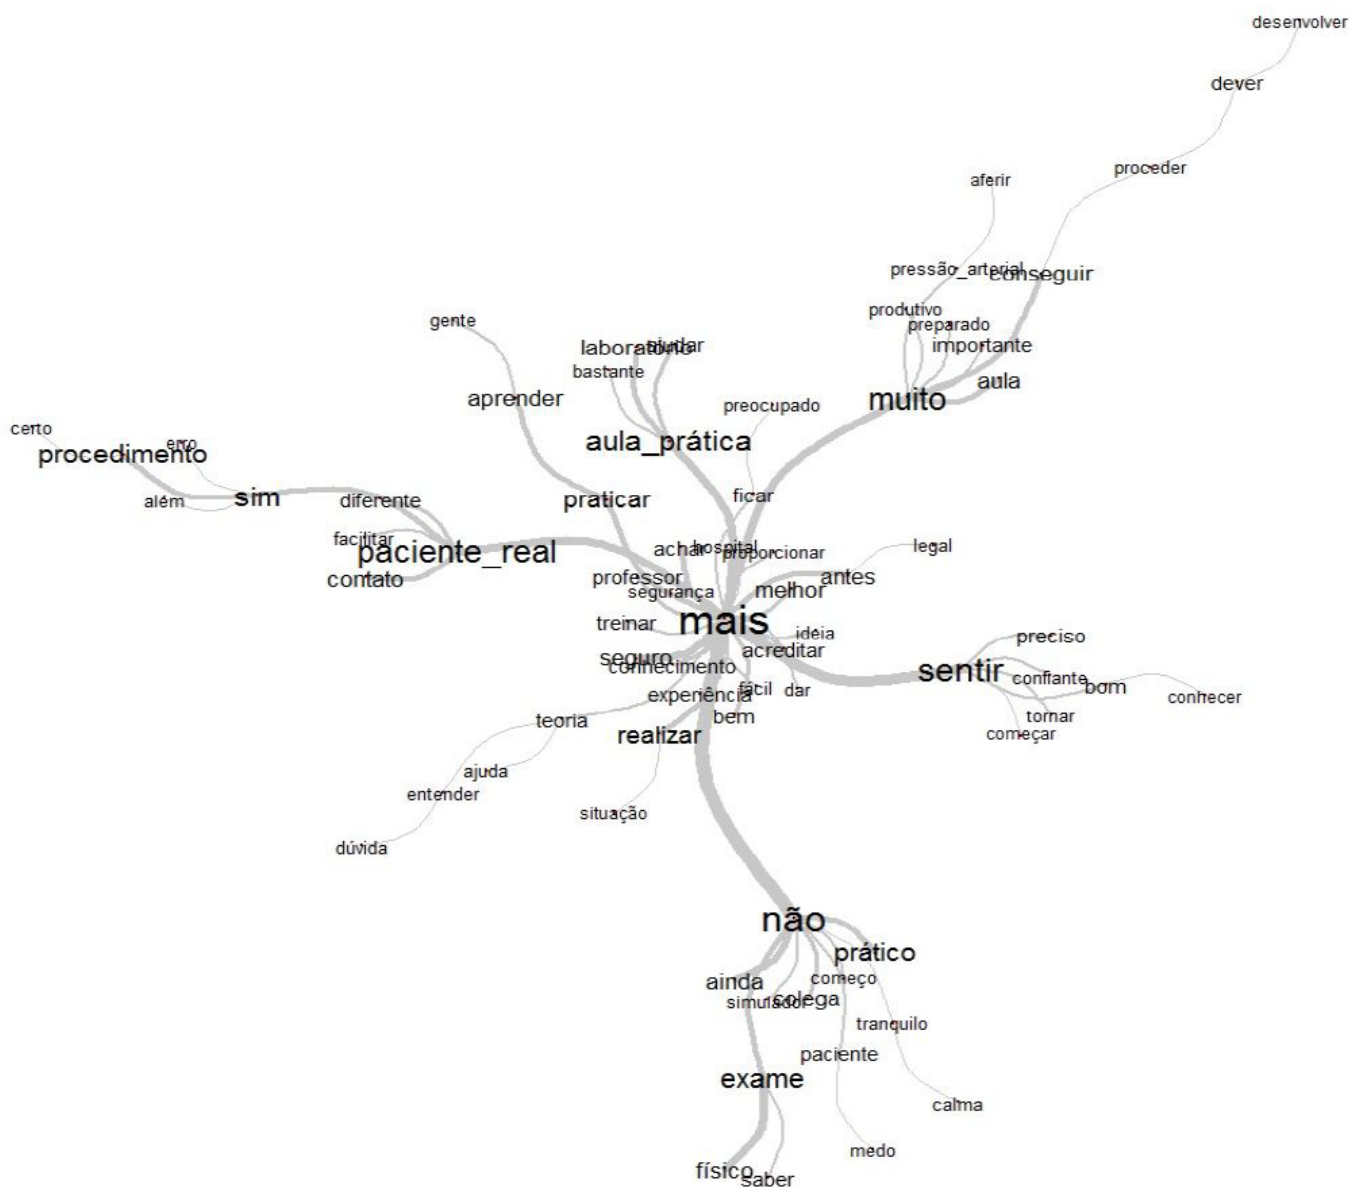 desenvolver
dever
proceder
aferir
pressão_arterial
conseguir
produtivo
preparado
importante
aula
muito
gente
aprender
laboratório
ajudar
bastante
preocupado
aula_prática
certo
procedimento
erro
além
sim
diferente
praticar
ficar
facilitar
paciente_real
contato
achar
hospital
proporcionar
legal
professor
segurança
melhor
antes
mais
treinar
ideia
acreditar
seguro
conhecimento
sentir
preciso
confiante
bom
conhecer
tornar
começar
experiência
fácil
dar
bem
teoria
realizar
ajuda
entender
situação
dúvida
não
prático
ainda
começo
simulador
colega
tranquilo
paciente
exame
calma
medo
físico
saber